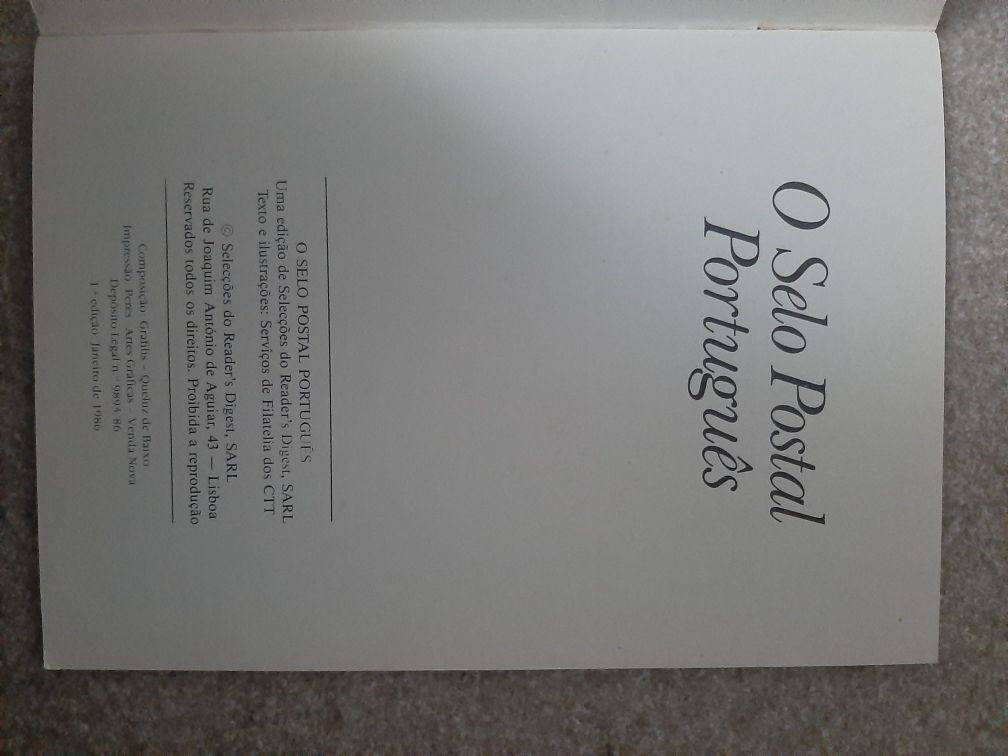 O Selo Postal
Português
O SELO POSTAL PORTUGUÊS
Uma edição de Selecções do Reader's Digest, SARL
Texto e ilustrações: Serviços de Filatelia dos CTT
© Selecções do Reader's Digest, SARL
Rua de Joaquim António de Aguiar, 43 — Lisboa
Reservados todos os direitos. Proibida a reprodução
Composição: Grafilis – Queluz de Baixo
Impressão: Peres – Artes Gráficas – Venda Nova
Depósito Legal n.º 9894/86
1.ª edição: Janeiro de 1986